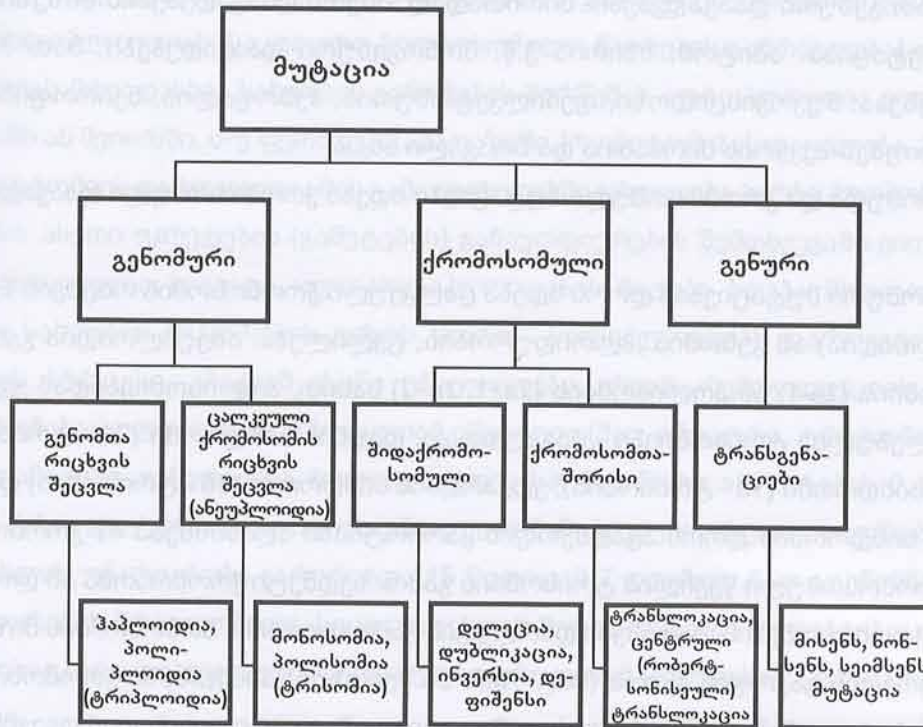 მუტაცია
გენომური
ქრომოსომული
გენური
გენომთა
რიცხვის
შეცვლა
ცალკეული
ქრომოსომის
რიცხვის
შეცვლა
(ანეუპლოიდია)
შიდაქრომო-
სომული
ქრომოსომთა-
შორისი
ტრანსგენა-
ციები
ჰაპლოიდია,
პოლი-
პლოიდია
(ტრიპლოიდია)
მონოსომია,
პოლისომია
(ტრისომია)
დელეცია,
დუპლიკაცია,
ინვერსია, დე-
ფიშენსი
ტრანსლოკაცია,
ცენტრული
(რობერტ-
სონისეული)
ტრანსლოკაცია
მისენს, ნონ-
სენს, სეიმსენს
მუტაცია